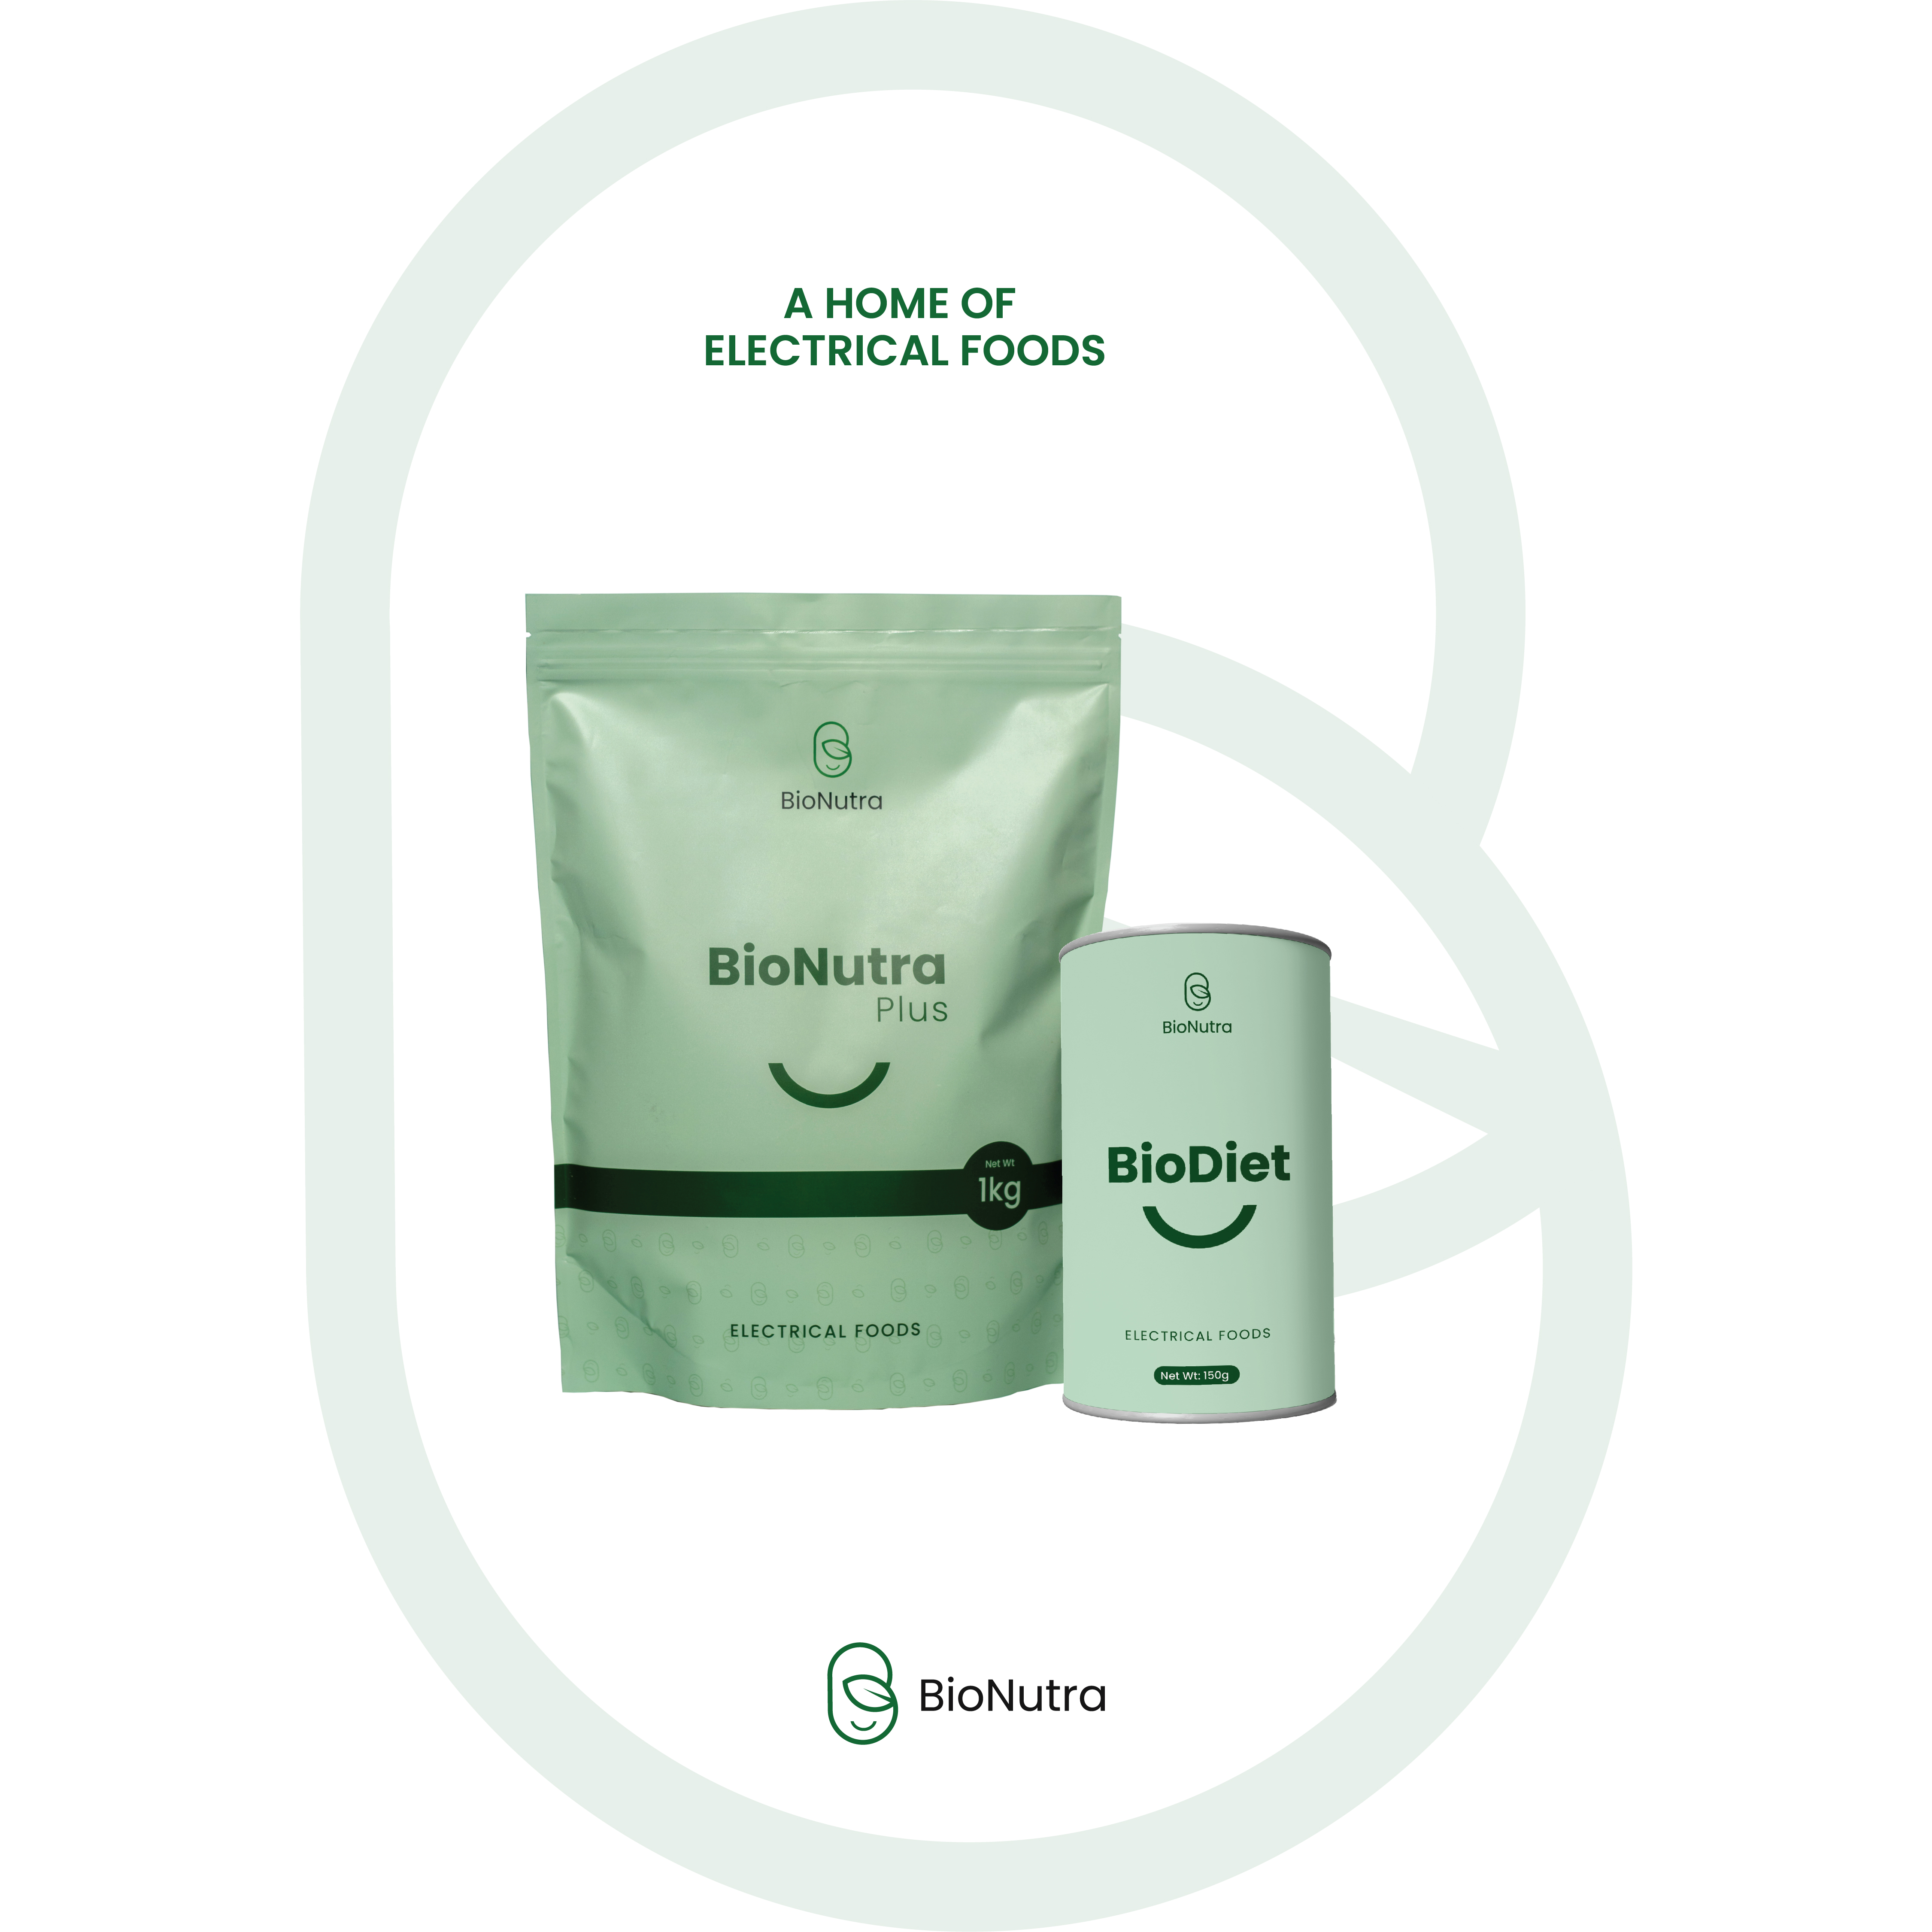 A HOME OF
ELECTRICAL FOODS
BioNutra
BioNutra
Plus
Net Wt
1kg
ELECTRICAL FOODS
BioNutra
BioDiet
ELECTRICAL FOODS
Net Wt: 150g
BioNutra